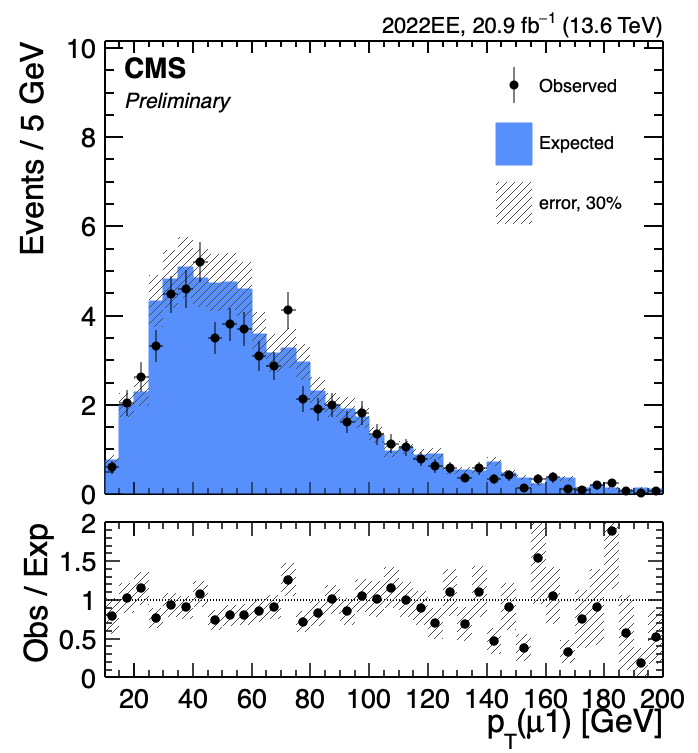 2022EE, 20.9 fb⁻¹ (13.6 TeV)
CMS
Preliminary
Observed
Expected
error, 30%
Events / 5 GeV
10
8
6
4
2
0
Obs / Exp
2
1.5
1
0.5
0
20 40 60 80 100 120 140 160 180 200
p_T(μ1) [GeV]